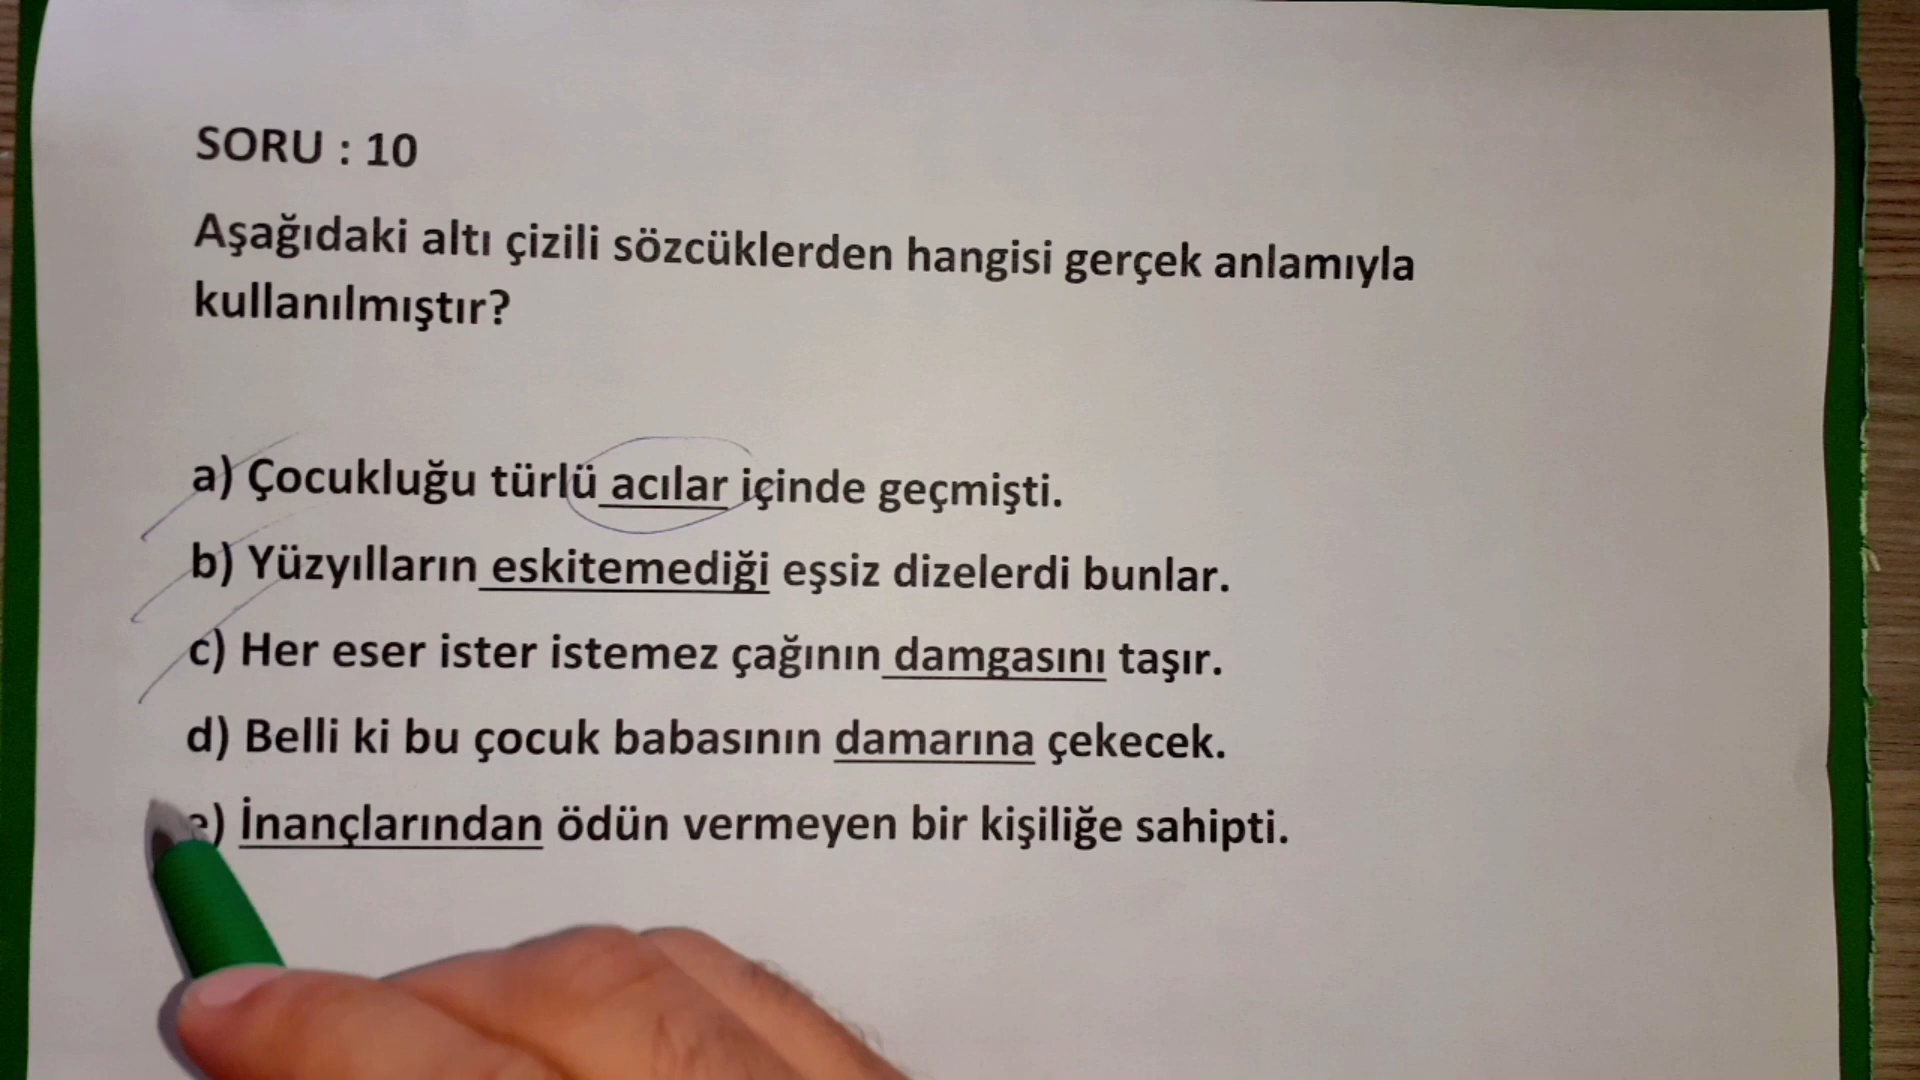 SORU : 10
Aşağıdaki altı çizili sözcüklerden hangisi gerçek anlamıyla
kullanılmıştır?
a) Çocukluğu türlü acılar içinde geçmişti.
b) Yüzyılların eskitemediği eşsiz dizelerdi bunlar.
c) Her eser ister istemez çağının damgasını taşır.
d) Belli ki bu çocuk babasının damarına çekecek.
e) İnançlarından ödün vermeyen bir kişiliğe sahipti.